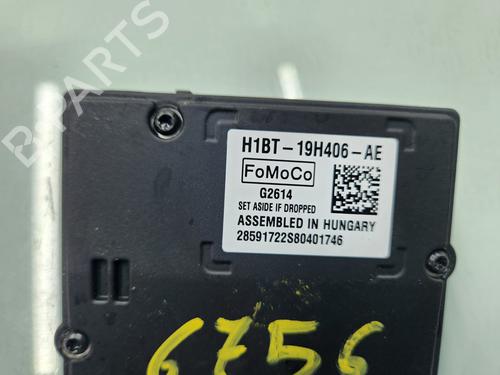 H1BT-19H406-AE
FoMoCo
G2614
SET ASIDE IF DROPPED
ASSEMBLED IN HUNGARY
28591722S80401746
6756
B-PARTS